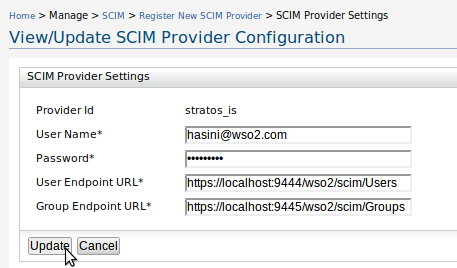 Home > Manage > SCIM > Register New SCIM Provider > SCIM Provider Settings
View/Update SCIM Provider Configuration
SCIM Provider Settings
Provider Id stratos_is
User Name* hasini@wso2.com
Password* •••••••••
User Endpoint URL* https://localhost:9444/wso2/scim/Users
Group Endpoint URL* https://localhost:9445/wso2/scim/Groups
Update Cancel